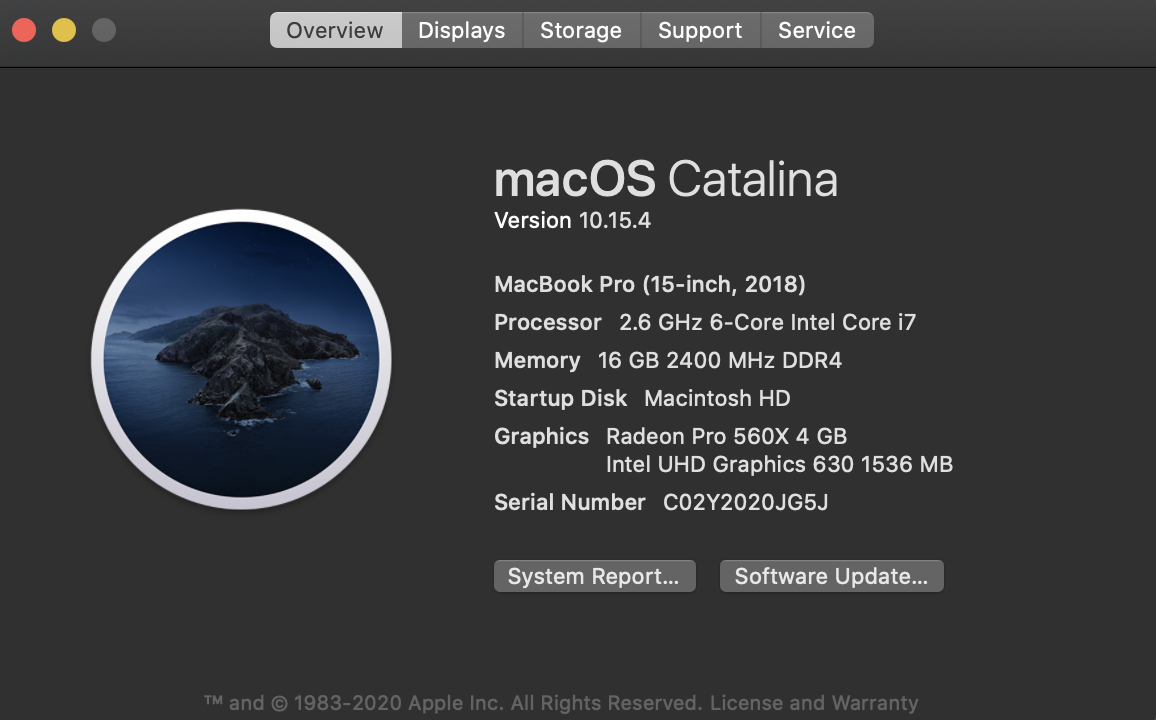 Overview Displays Storage Support Service
macOS Catalina
Version 10.15.4
MacBook Pro (15-inch, 2018)
Processor 2.6 GHz 6-Core Intel Core i7
Memory 16 GB 2400 MHz DDR4
Startup Disk Macintosh HD
Graphics Radeon Pro 560X 4 GB
Intel UHD Graphics 630 1536 MB
Serial Number C02Y2020JG5J
System Report... Software Update...
™ and © 1983-2020 Apple Inc. All Rights Reserved. License and Warranty